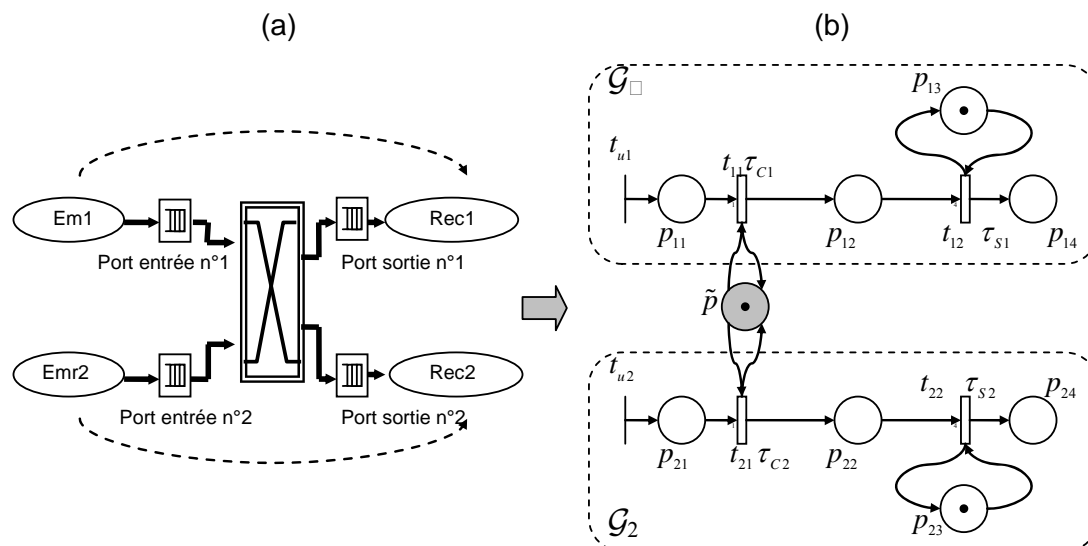 (a)
(b)
Em1
Port entrée n°1
Port sortie n°1
Rec1
Emr2
Port entrée n°2
Port sortie n°2
Rec2
𝒢□
p13
tu1
t11 τC1
p11
p12
t12 τS1
p14
p̃
tu2
t22 τS2
p24
p21
t21 τC2
p22
p23
𝒢2